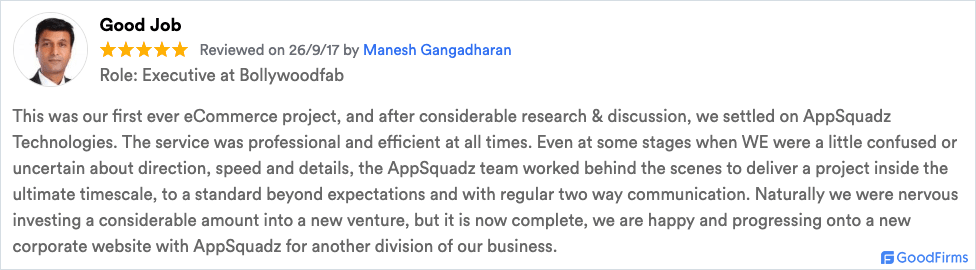 Good Job
Reviewed on 26/9/17 by Manesh Gangadharan
Role: Executive at Bollywoodfab
This was our first ever eCommerce project, and after considerable research & discussion, we settled on AppSquadz
Technologies. The service was professional and efficient at all times. Even at some stages when WE were a little confused or
uncertain about direction, speed and details, the AppSquadz team worked behind the scenes to deliver a project inside the
ultimate timescale, to a standard beyond expectations and with regular two way communication. Naturally we were nervous
investing a considerable amount into a new venture, but it is now complete, we are happy and progressing onto a new
corporate website with AppSquadz for another division of our business.
GoodFirms